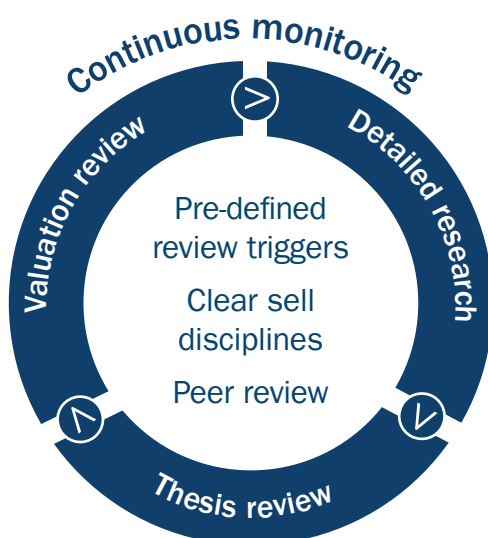 Continuous monitoring
Valuation review
Detailed research
Pre-defined
review triggers
Clear sell
disciplines
Peer review
Thesis review